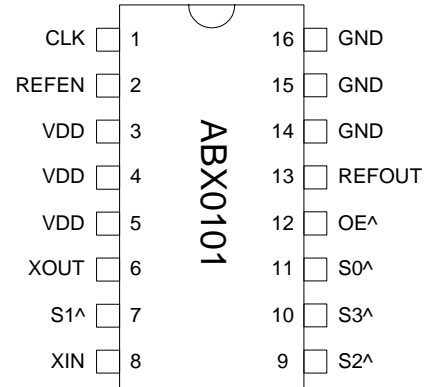 CLK 1 16 GND
REFEN 2 15 GND
VDD 3 14 GND
VDD 4 13 REFOUT
VDD 5 12 OE^
XOUT 6 11 S0^
S1^ 7 10 S3^
XIN 8 9 S2^
ABX0101